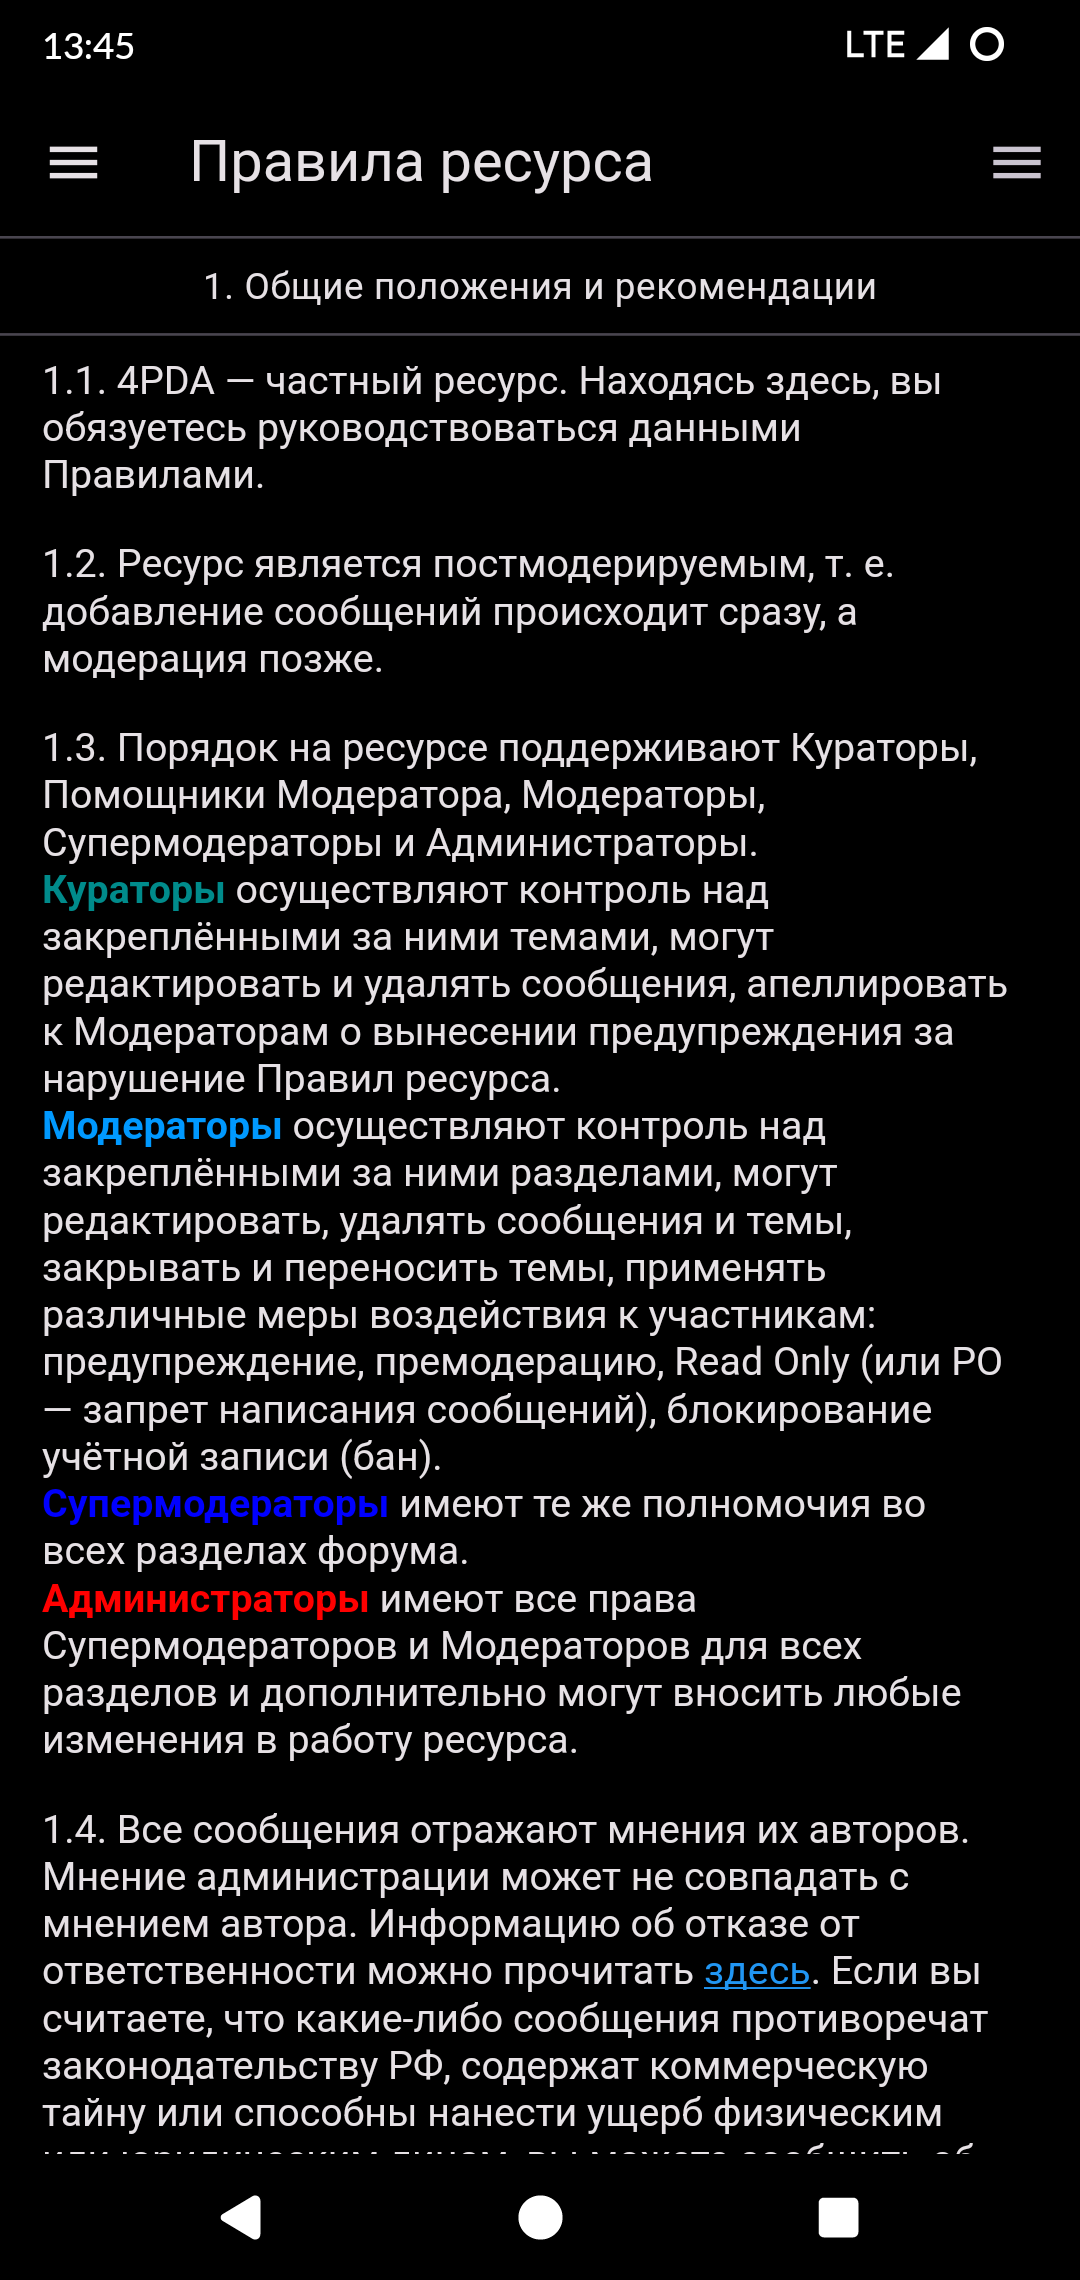 13:45
LTE
Правила ресурса
1. Общие положения и рекомендации
1.1. 4PDA — частный ресурс. Находясь здесь, вы
обязуетесь руководствоваться данными
Правилами.
1.2. Ресурс является постмодерируемым, т. е.
добавление сообщений происходит сразу, а
модерация позже.
1.3. Порядок на ресурсе поддерживают Кураторы,
Помощники Модератора, Модераторы,
Супермодераторы и Администраторы.
Кураторы осуществляют контроль над
закреплёнными за ними темами, могут
редактировать и удалять сообщения, апеллировать
к Модераторам о вынесении предупреждения за
нарушение Правил ресурса.
Модераторы осуществляют контроль над
закреплёнными за ними разделами, могут
редактировать, удалять сообщения и темы,
закрывать и переносить темы, применять
различные меры воздействия к участникам:
предупреждение, премодерацию, Read Only (или РО
— запрет написания сообщений), блокирование
учётной записи (бан).
Супермодераторы имеют те же полномочия во
всех разделах форума.
Администраторы имеют все права
Супермодераторов и Модераторов для всех
разделов и дополнительно могут вносить любые
изменения в работу ресурса.
1.4. Все сообщения отражают мнения их авторов.
Мнение администрации может не совпадать с
мнением автора. Информацию об отказе от
ответственности можно прочитать здесь. Если вы
считаете, что какие-либо сообщения противоречат
законодательству РФ, содержат коммерческую
тайну или способны нанести ущерб физическим
или юридическим лицам, вы можете сообщить об